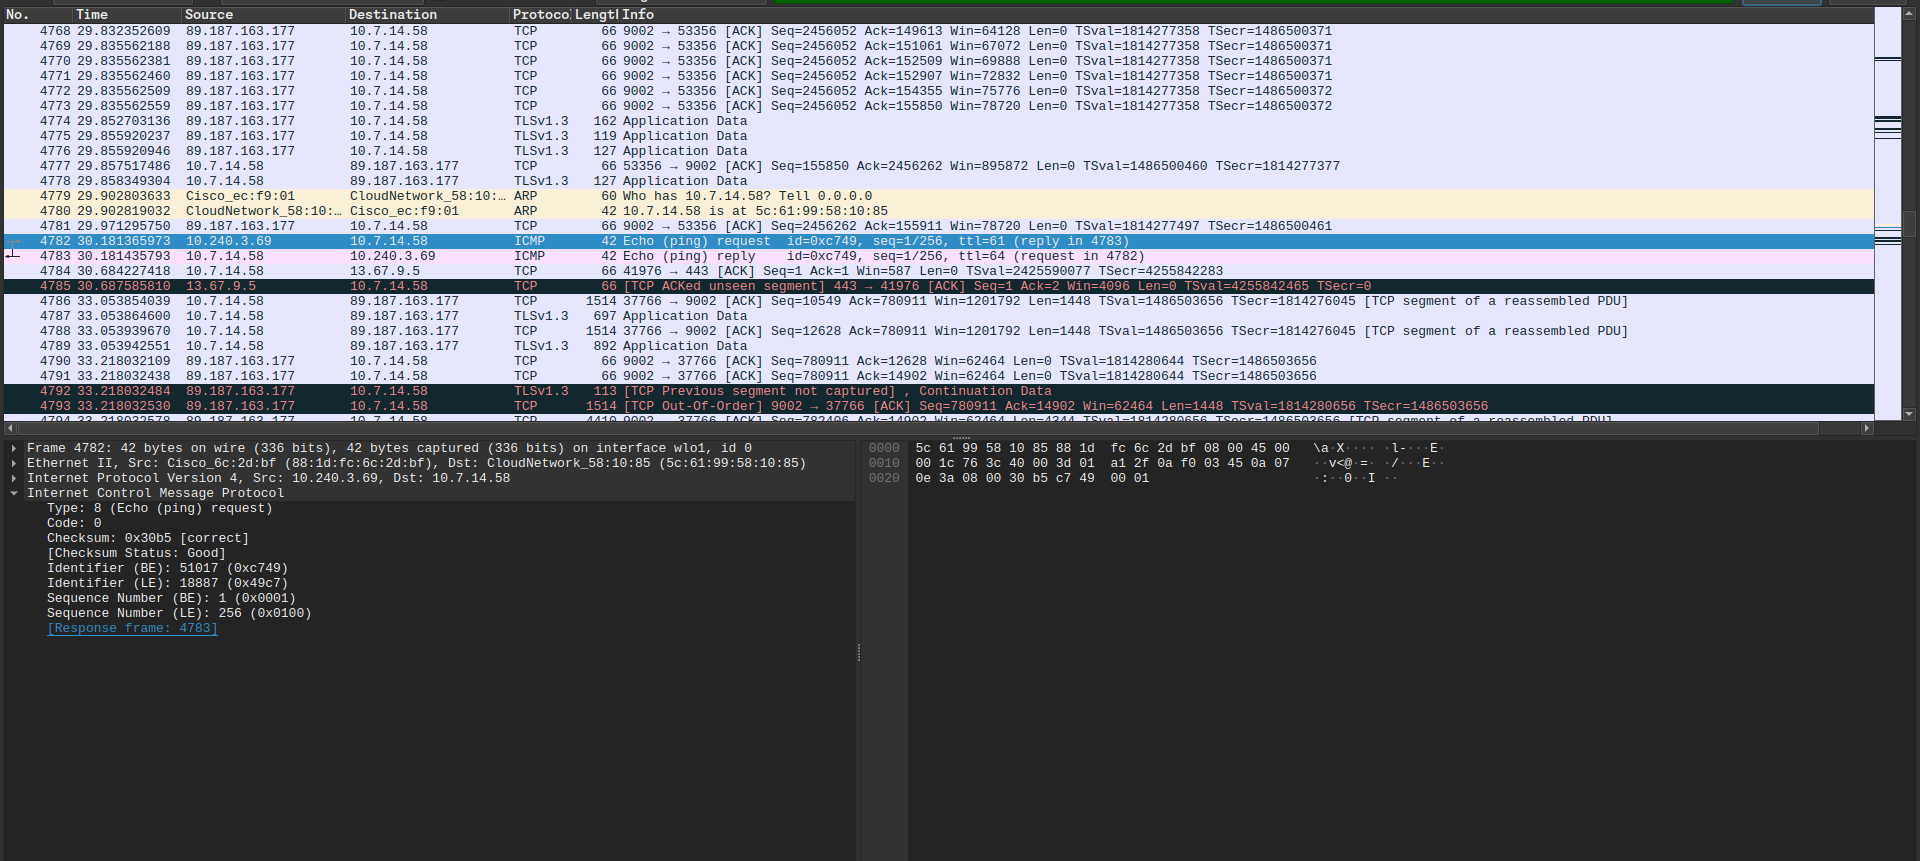 No. Time Source Destination Protoco Lengtl Info
4768 29.832352609 89.187.163.177 10.7.14.58 TCP 66 9002 → 53356 [ACK] Seq=2456052 Ack=149613 Win=64128 Len=0 TSval=1814277358 TSecr=1486500371
4769 29.835562188 89.187.163.177 10.7.14.58 TCP 66 9002 → 53356 [ACK] Seq=2456052 Ack=151061 Win=67072 Len=0 TSval=1814277358 TSecr=1486500371
4770 29.835562381 89.187.163.177 10.7.14.58 TCP 66 9002 → 53356 [ACK] Seq=2456052 Ack=152509 Win=69888 Len=0 TSval=1814277358 TSecr=1486500371
4771 29.835562460 89.187.163.177 10.7.14.58 TCP 66 9002 → 53356 [ACK] Seq=2456052 Ack=152907 Win=72832 Len=0 TSval=1814277358 TSecr=1486500371
4772 29.835562509 89.187.163.177 10.7.14.58 TCP 66 9002 → 53356 [ACK] Seq=2456052 Ack=154355 Win=75776 Len=0 TSval=1814277358 TSecr=1486500372
4773 29.835562559 89.187.163.177 10.7.14.58 TCP 66 9002 → 53356 [ACK] Seq=2456052 Ack=155850 Win=78720 Len=0 TSval=1814277358 TSecr=1486500372
4774 29.852703136 89.187.163.177 10.7.14.58 TLSv1.3 162 Application Data
4775 29.855920237 89.187.163.177 10.7.14.58 TLSv1.3 119 Application Data
4776 29.855920946 89.187.163.177 10.7.14.58 TLSv1.3 127 Application Data
4777 29.857517486 10.7.14.58 89.187.163.177 TCP 66 53356 → 9002 [ACK] Seq=155850 Ack=2456262 Win=895872 Len=0 TSval=1486500460 TSecr=1814277377
4778 29.858349304 10.7.14.58 89.187.163.177 TLSv1.3 127 Application Data
4779 29.902803633 Cisco_ec:f9:01 CloudNetwork_58:10:… ARP 60 Who has 10.7.14.58? Tell 0.0.0.0
4780 29.902819032 CloudNetwork_58:10:… Cisco_ec:f9:01 ARP 42 10.7.14.58 is at 5c:61:99:58:10:85
4781 29.971295750 89.187.163.177 10.7.14.58 TCP 66 9002 → 53356 [ACK] Seq=2456262 Ack=155911 Win=78720 Len=0 TSval=1814277497 TSecr=1486500461
4782 30.181365973 10.240.3.69 10.7.14.58 ICMP 42 Echo (ping) request id=0xc749, seq=1/256, ttl=61 (reply in 4783)
4783 30.181435793 10.7.14.58 10.240.3.69 ICMP 42 Echo (ping) reply id=0xc749, seq=1/256, ttl=64 (request in 4782)
4784 30.684227418 10.7.14.58 13.67.9.5 TCP 66 41976 → 443 [ACK] Seq=1 Ack=1 Win=587 Len=0 TSval=2425590077 TSecr=4255842283
4785 30.687585810 13.67.9.5 10.7.14.58 TCP 66 [TCP ACKed unseen segment] 443 → 41976 [ACK] Seq=1 Ack=2 Win=4096 Len=0 TSval=4255842465 TSecr=0
4786 33.053854039 10.7.14.58 89.187.163.177 TCP 1514 37766 → 9002 [ACK] Seq=10549 Ack=780911 Win=1201792 Len=1448 TSval=1486503656 TSecr=1814276045 [TCP segment of a reassembled PDU]
4787 33.053864600 10.7.14.58 89.187.163.177 TLSv1.3 697 Application Data
4788 33.053939670 10.7.14.58 89.187.163.177 TCP 1514 37766 → 9002 [ACK] Seq=12628 Ack=780911 Win=1201792 Len=1448 TSval=1486503656 TSecr=1814276045 [TCP segment of a reassembled PDU]
4789 33.053942551 10.7.14.58 89.187.163.177 TLSv1.3 892 Application Data
4790 33.218032109 89.187.163.177 10.7.14.58 TCP 66 9002 → 37766 [ACK] Seq=780911 Ack=12628 Win=62464 Len=0 TSval=1814280644 TSecr=1486503656
4791 33.218032438 89.187.163.177 10.7.14.58 TCP 66 9002 → 37766 [ACK] Seq=780911 Ack=14902 Win=62464 Len=0 TSval=1814280644 TSecr=1486503656
4792 33.218032484 89.187.163.177 10.7.14.58 TLSv1.3 113 [TCP Previous segment not captured] , Continuation Data
4793 33.218032530 89.187.163.177 10.7.14.58 TCP 1514 [TCP Out-Of-Order] 9002 → 37766 [ACK] Seq=780911 Ack=14902 Win=62464 Len=1448 TSval=1814280656 TSecr=1486503656
4794 33.218032578 89.187.163.177 10.7.14.58 TCP 4410 9002 → 37766 [ACK] Seq=782406 Ack=14902 Win=62464 Len=4344 TSval=1814280656 TSecr=1486503656 [TCP segment of a reassembled PDU]
Frame 4782: 42 bytes on wire (336 bits), 42 bytes captured (336 bits) on interface wlo1, id 0
Ethernet II, Src: Cisco_6c:2d:bf (88:1d:fc:6c:2d:bf), Dst: CloudNetwork_58:10:85 (5c:61:99:58:10:85)
Internet Protocol Version 4, Src: 10.240.3.69, Dst: 10.7.14.58
Internet Control Message Protocol
Type: 8 (Echo (ping) request)
Code: 0
Checksum: 0x30b5 [correct]
[Checksum Status: Good]
Identifier (BE): 51017 (0xc749)
Identifier (LE): 18887 (0x49c7)
Sequence Number (BE): 1 (0x0001)
Sequence Number (LE): 256 (0x0100)
[Response frame: 4783]
0000 5c 61 99 58 10 85 88 1d fc 6c 2d bf 08 00 45 00 \a·X···· ·l-···E·
0010 00 1c 76 3c 40 00 3d 01 a1 2f 0a f0 03 45 0a 07 ··v<@·=· ·/···E··
0020 0e 3a 08 00 30 b5 c7 49 00 01 ·:··0··I ··